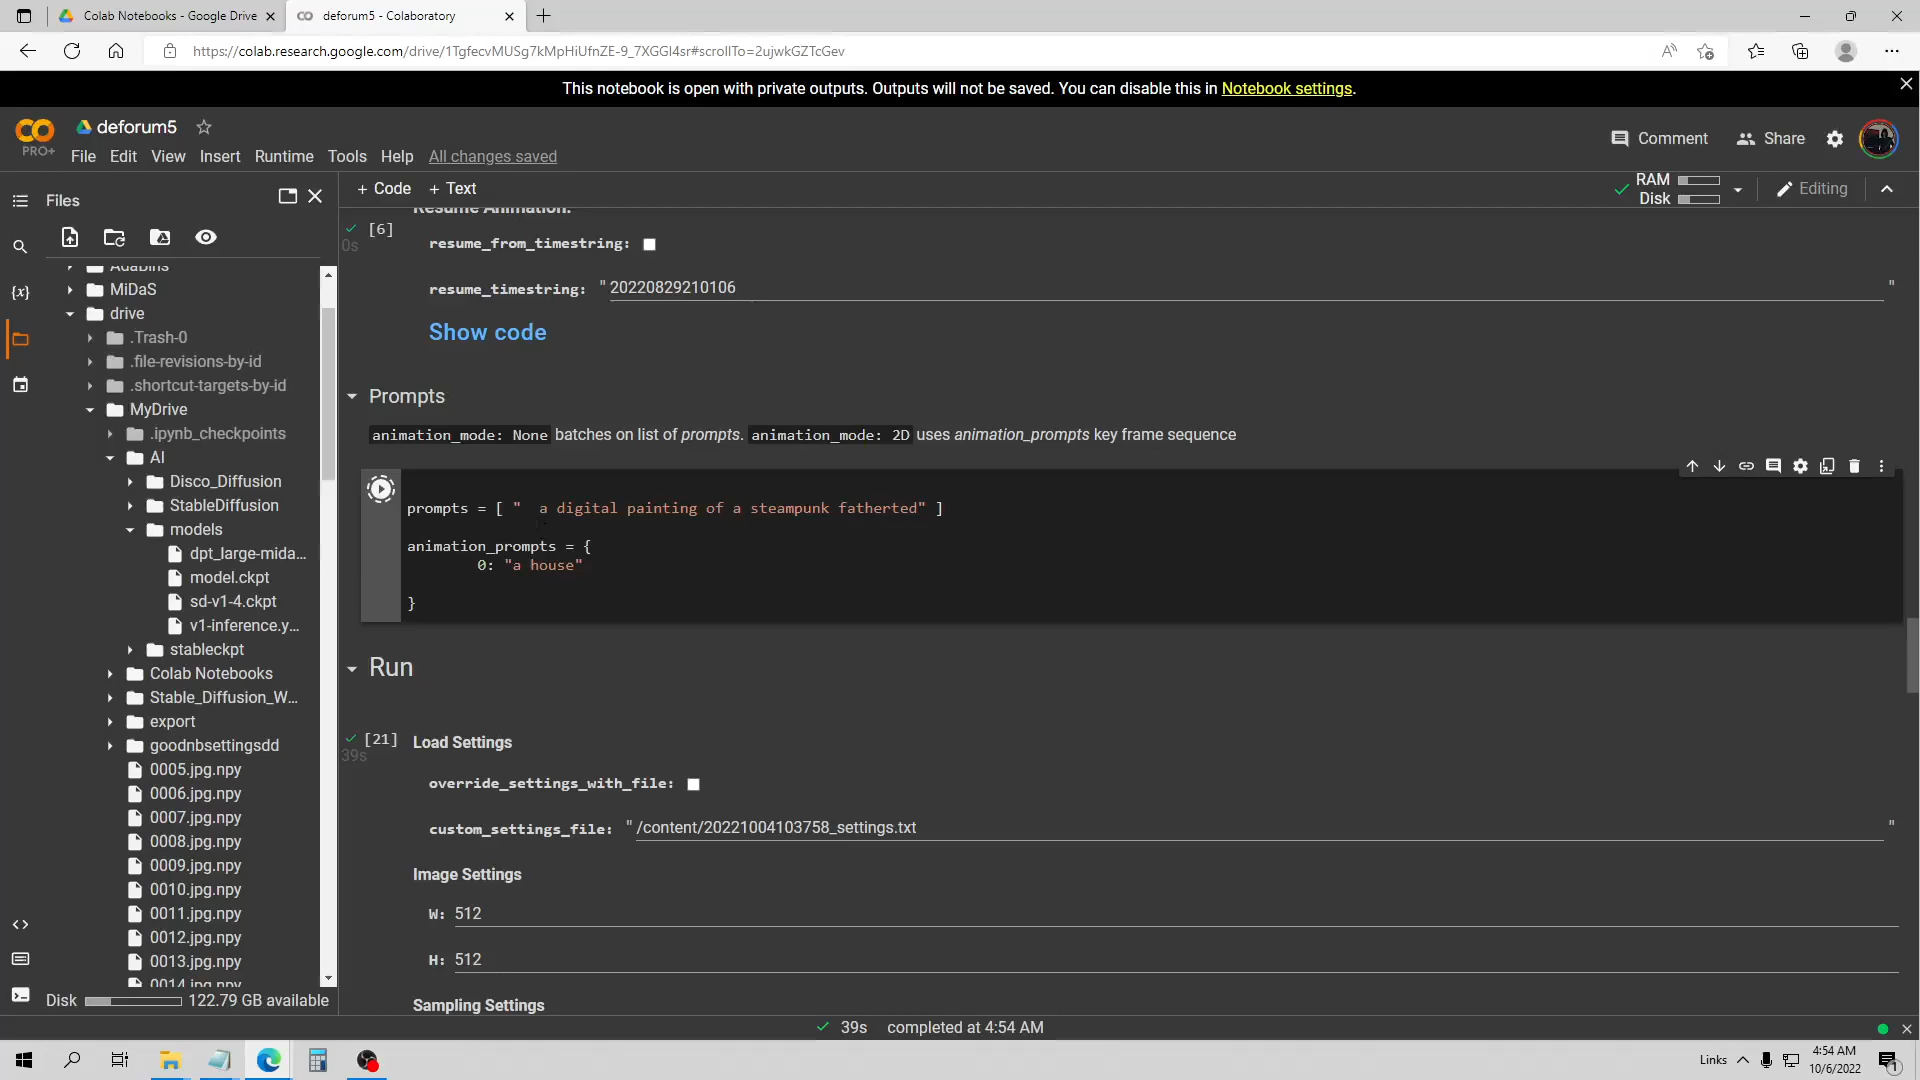 Colab Notebooks - Google Drive
deforum5 - Colaboratory
https://colab.research.google.com/drive/1TgfecvMUSg7kMpHiUfnZE-9_7XGGI4sr#scrollTo=2ujwkGZTcGev
This notebook is open with private outputs. Outputs will not be saved. You can disable this in Notebook settings.
deforum5
PRO+
File Edit View Insert Runtime Tools Help All changes saved
Comment Share
Files
+ Code + Text
RAM
Disk
Editing
AdaBins
MiDaS
drive
.Trash-0
.file-revisions-by-id
.shortcut-targets-by-id
MyDrive
.ipynb_checkpoints
AI
Disco_Diffusion
StableDiffusion
models
dpt_large-mida...
model.ckpt
sd-v1-4.ckpt
v1-inference.y...
stableckpt
Colab Notebooks
Stable_Diffusion_W...
export
goodnbsettingsdd
0005.jpg.npy
0006.jpg.npy
0007.jpg.npy
0008.jpg.npy
0009.jpg.npy
0010.jpg.npy
0011.jpg.npy
0012.jpg.npy
0013.jpg.npy
0014.jpg.npy
Disk 122.79 GB available
Resume Animation:
[6]
0s
resume_from_timestring:
resume_timestring: " 20220829210106 "
Show code
Prompts
animation_mode: None batches on list of prompts. animation_mode: 2D uses animation_prompts key frame sequence
prompts = [ "  a digital painting of a steampunk fatherted" ]
animation_prompts = {
0: "a house"
}
Run
[21]
39s
Load Settings
override_settings_with_file:
custom_settings_file: " /content/20221004103758_settings.txt "
Image Settings
W: 512
H: 512
Sampling Settings
39s completed at 4:54 AM
Links
4:54 AM
10/6/2022
1